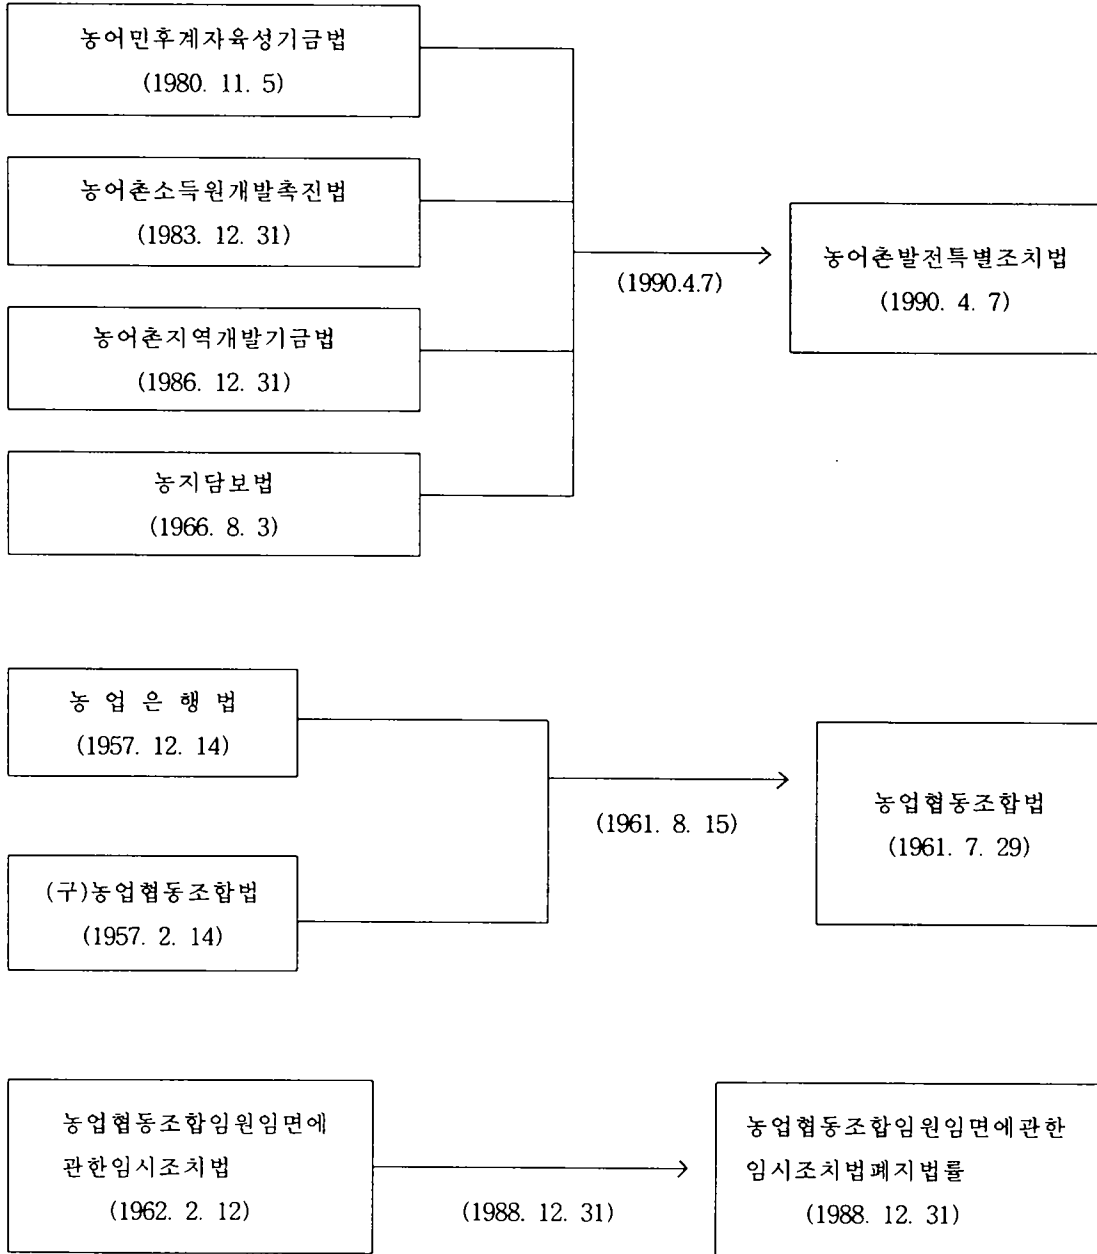 농어민후계자육성기금법
(1980. 11. 5)
농어촌소득원개발촉진법
(1983. 12. 31)
농어촌지역개발기금법
(1986. 12. 31)
농지담보법
(1966. 8. 3)
(1990.4.7)
농어촌발전특별조치법
(1990. 4. 7)
농 업 은 행 법
(1957. 12. 14)
(구)농업협동조합법
(1957. 2. 14)
(1961. 8. 15)
농업협동조합법
(1961. 7. 29)
농업협동조합임원임면에
관한임시조치법
(1962. 2. 12)
(1988. 12. 31)
농업협동조합임원임면에관한
임시조치법폐지법률
(1988. 12. 31)